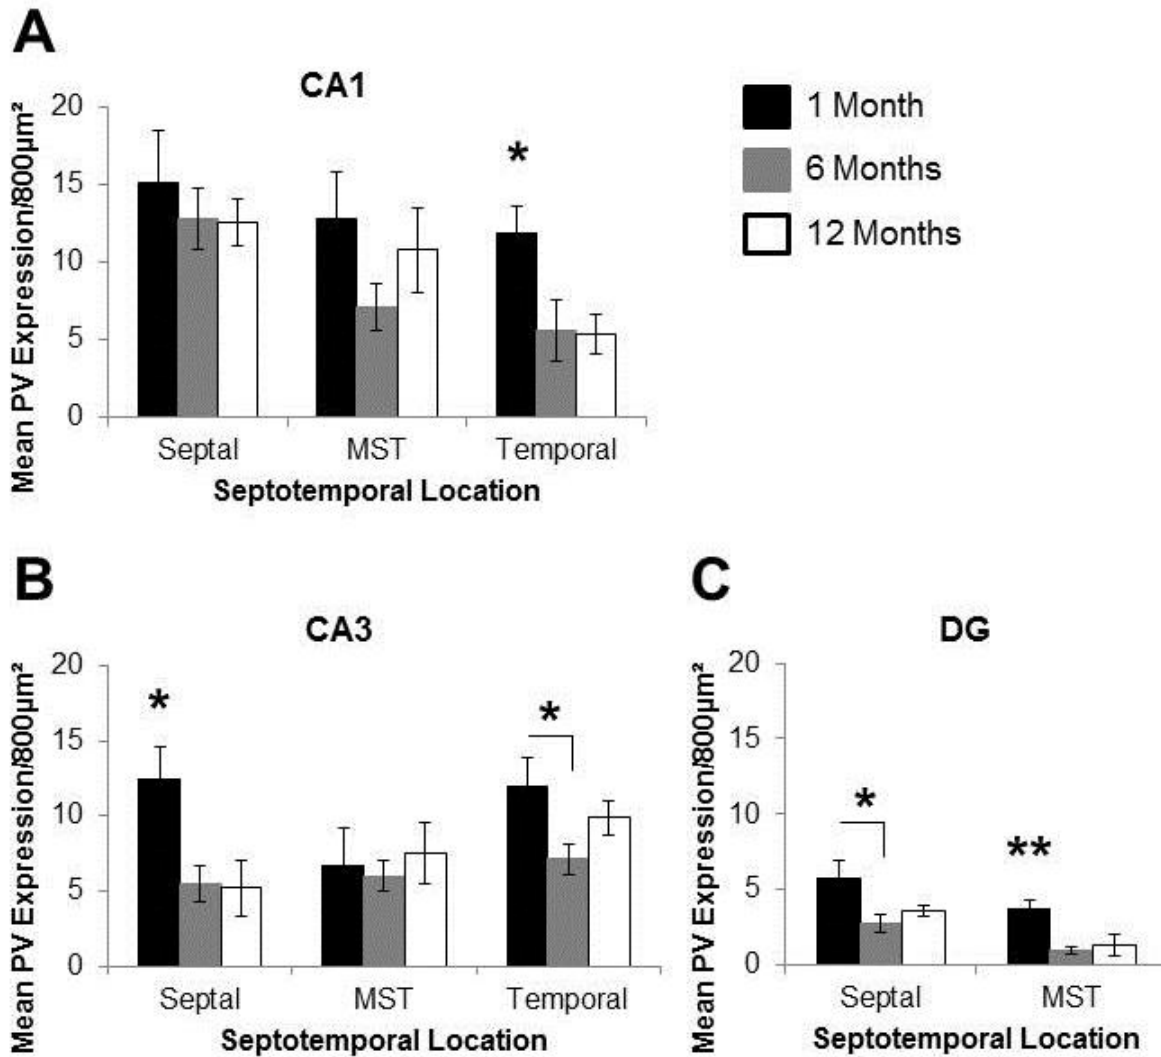 A
CA1
Mean PV Expression/800µm²
20
15
10
5
0
*
Septal MST Temporal
Septotemporal Location
1 Month
6 Months
12 Months
B
CA3
Mean PV Expression/800µm²
20
15
10
5
0
*
*
Septal MST Temporal
Septotemporal Location
C
DG
Mean PV Expression/800µm²
20
15
10
5
0
*
**
Septal MST
Septotemporal Location